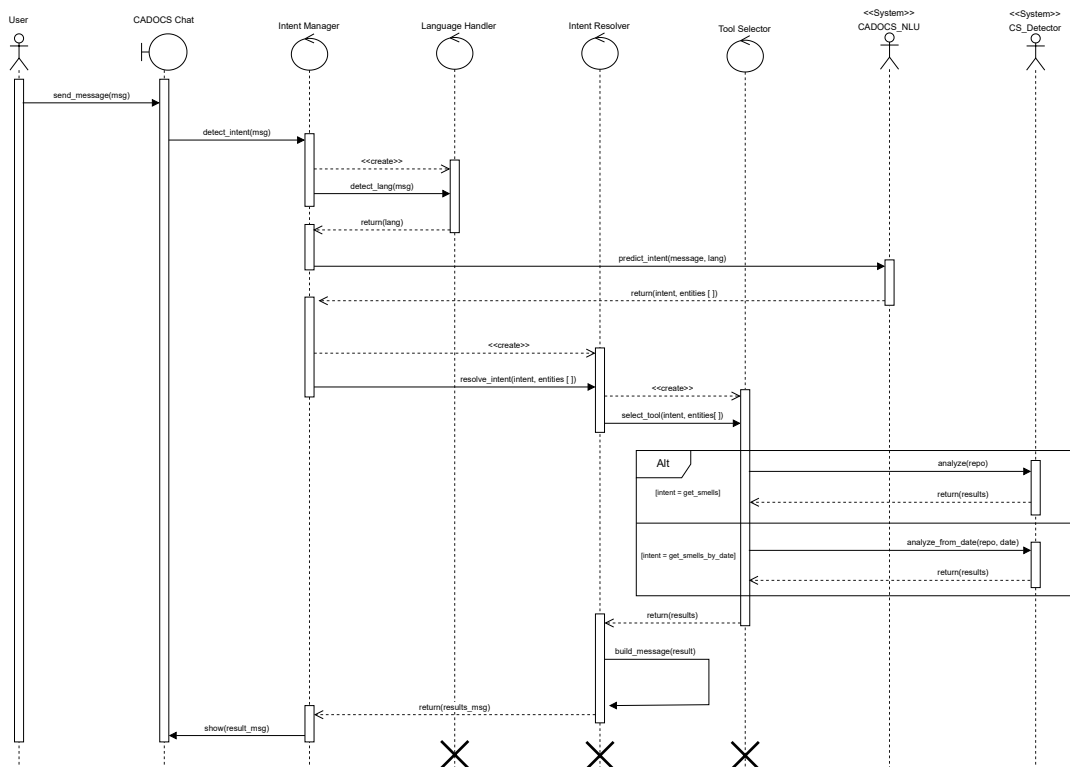 User
CADOCS Chat
Intent Manager
Language Handler
Intent Resolver
Tool Selector
<<System>>
CADOCS_NLU
<<System>>
CS_Detector
send_message(msg)
detect_intent(msg)
<<create>>
detect_lang(msg)
return(lang)
predict_intent(message, lang)
return(intent, entities [ ])
<<create>>
resolve_intent(intent, entities [ ])
<<create>>
select_tool(intent, entities[ ])
Alt
analyze(repo)
[intent = get_smells]
return(results)
analyze_from_date(repo, date)
[intent = get_smells_by_date]
return(results)
return(results)
build_message(result)
return(results_msg)
show(result_msg)